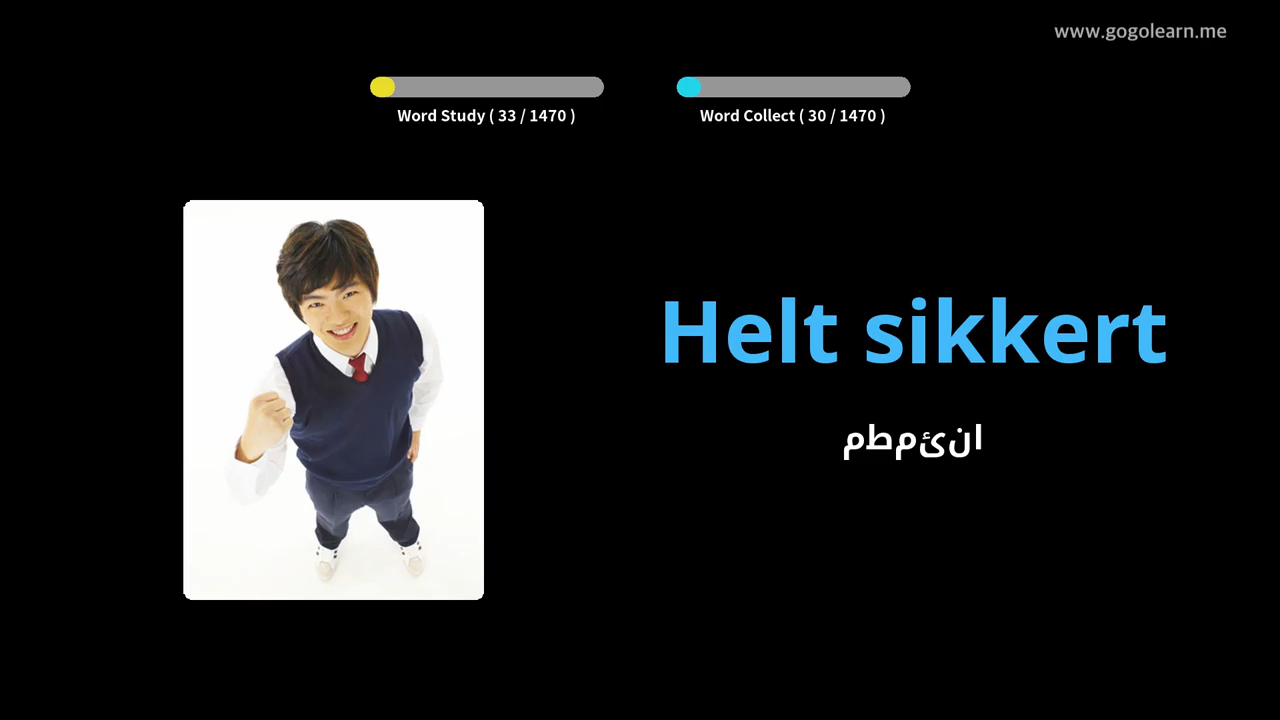 www.gogolearn.me
Word Study ( 33 / 1470 )
Word Collect ( 30 / 1470 )
Helt sikkert
مطمئنا